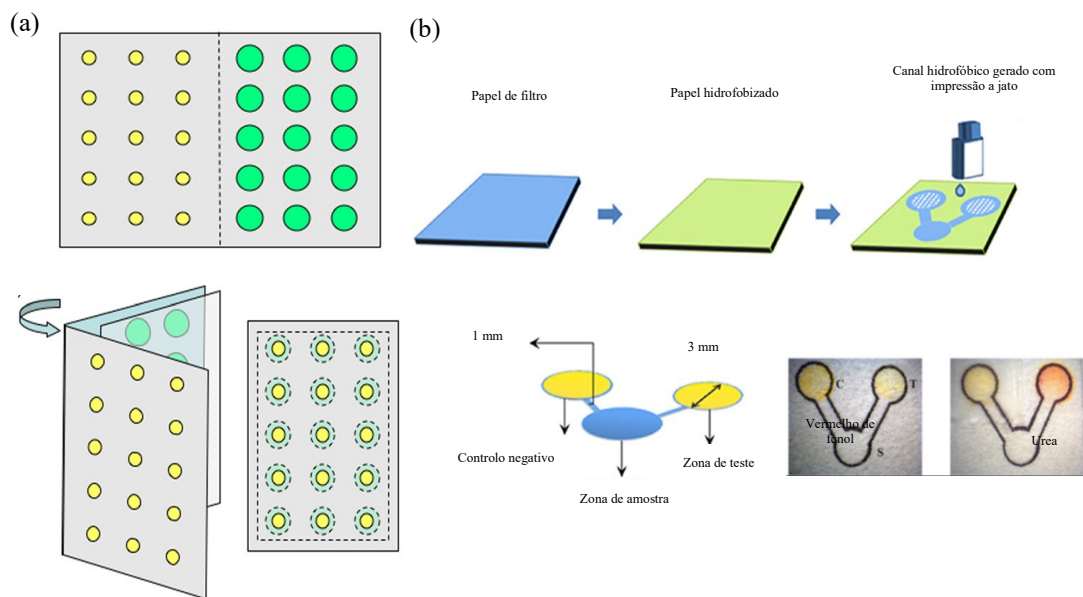 (a)
(b)
Papel de filtro
Papel hidrofobizado
Canal hidrofóbico gerado com
impressão a jato
1 mm
3 mm
Controlo negativo
Zona de teste
Zona de amostra
C
T
Vermelho de
fenol
S
Urea